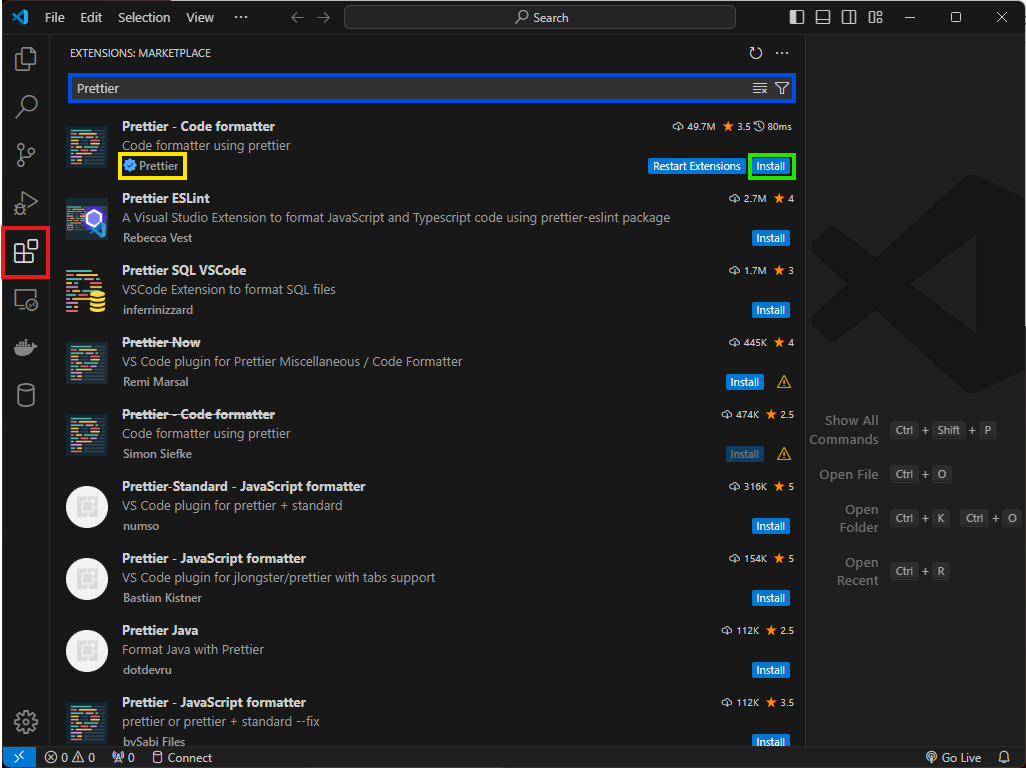 File Edit Selection View ··· Search
EXTENSIONS: MARKETPLACE
Prettier
Prettier - Code formatter 49.7M 3.5 80ms
Code formatter using prettier
Prettier Restart Extensions Install
Prettier ESLint 2.7M 4
A Visual Studio Extension to format JavaScript and Typescript code using prettier-eslint package
Rebecca Vest Install
Prettier SQL VSCode 1.7M 3
VSCode Extension to format SQL files
inferrinizzard Install
Prettier Now 445K 4
VS Code plugin for Prettier Miscellaneous / Code Formatter
Remi Marsal Install
Prettier - Code formatter 474K 2.5
Code formatter using prettier
Simon Siefke Install
Prettier-Standard - JavaScript formatter 316K 5
VS Code plugin for prettier + standard
numso Install
Prettier - JavaScript formatter 154K 5
VS Code plugin for jlongster/prettier with tabs support
Bastian Kistner Install
Prettier Java 112K 2.5
Format Java with Prettier
dotdevru Install
Prettier - JavaScript formatter 112K 3.5
prettier or prettier + standard --fix
bySabi Files Install
Show All
Commands Ctrl + Shift + P
Open File Ctrl + O
Open
Folder Ctrl + K Ctrl + O
Open
Recent Ctrl + R
0 0 0 Connect Go Live